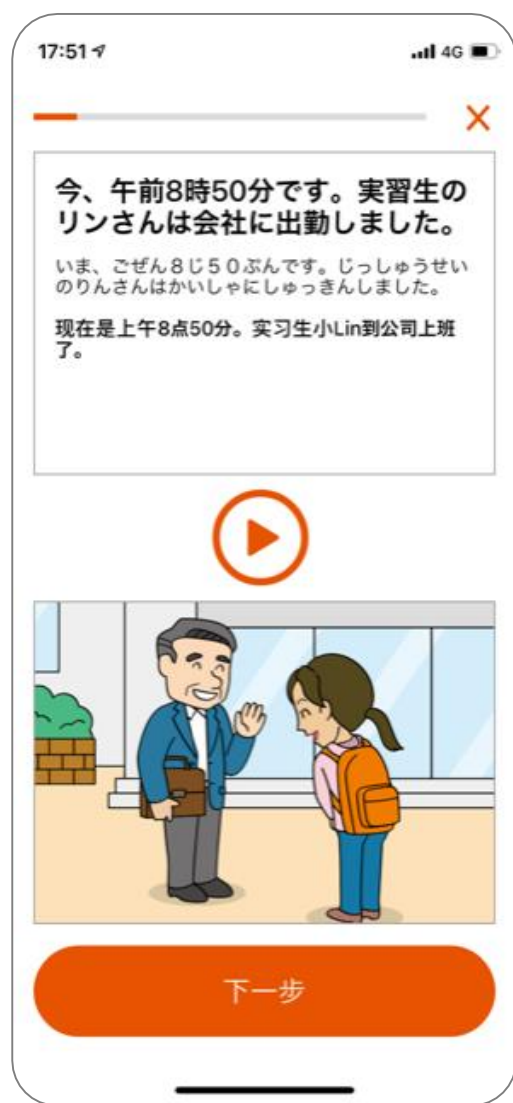 17:51
4G
今、午前8時50分です。実習生の
リンさんは会社に出勤しました。
いま、ごぜん８じ５０ぷんです。じっしゅうせい
のりんさんはかいしゃにしゅっきんしました。
现在是上午8点50分。实习生小Lin到公司上班
了。
下一步